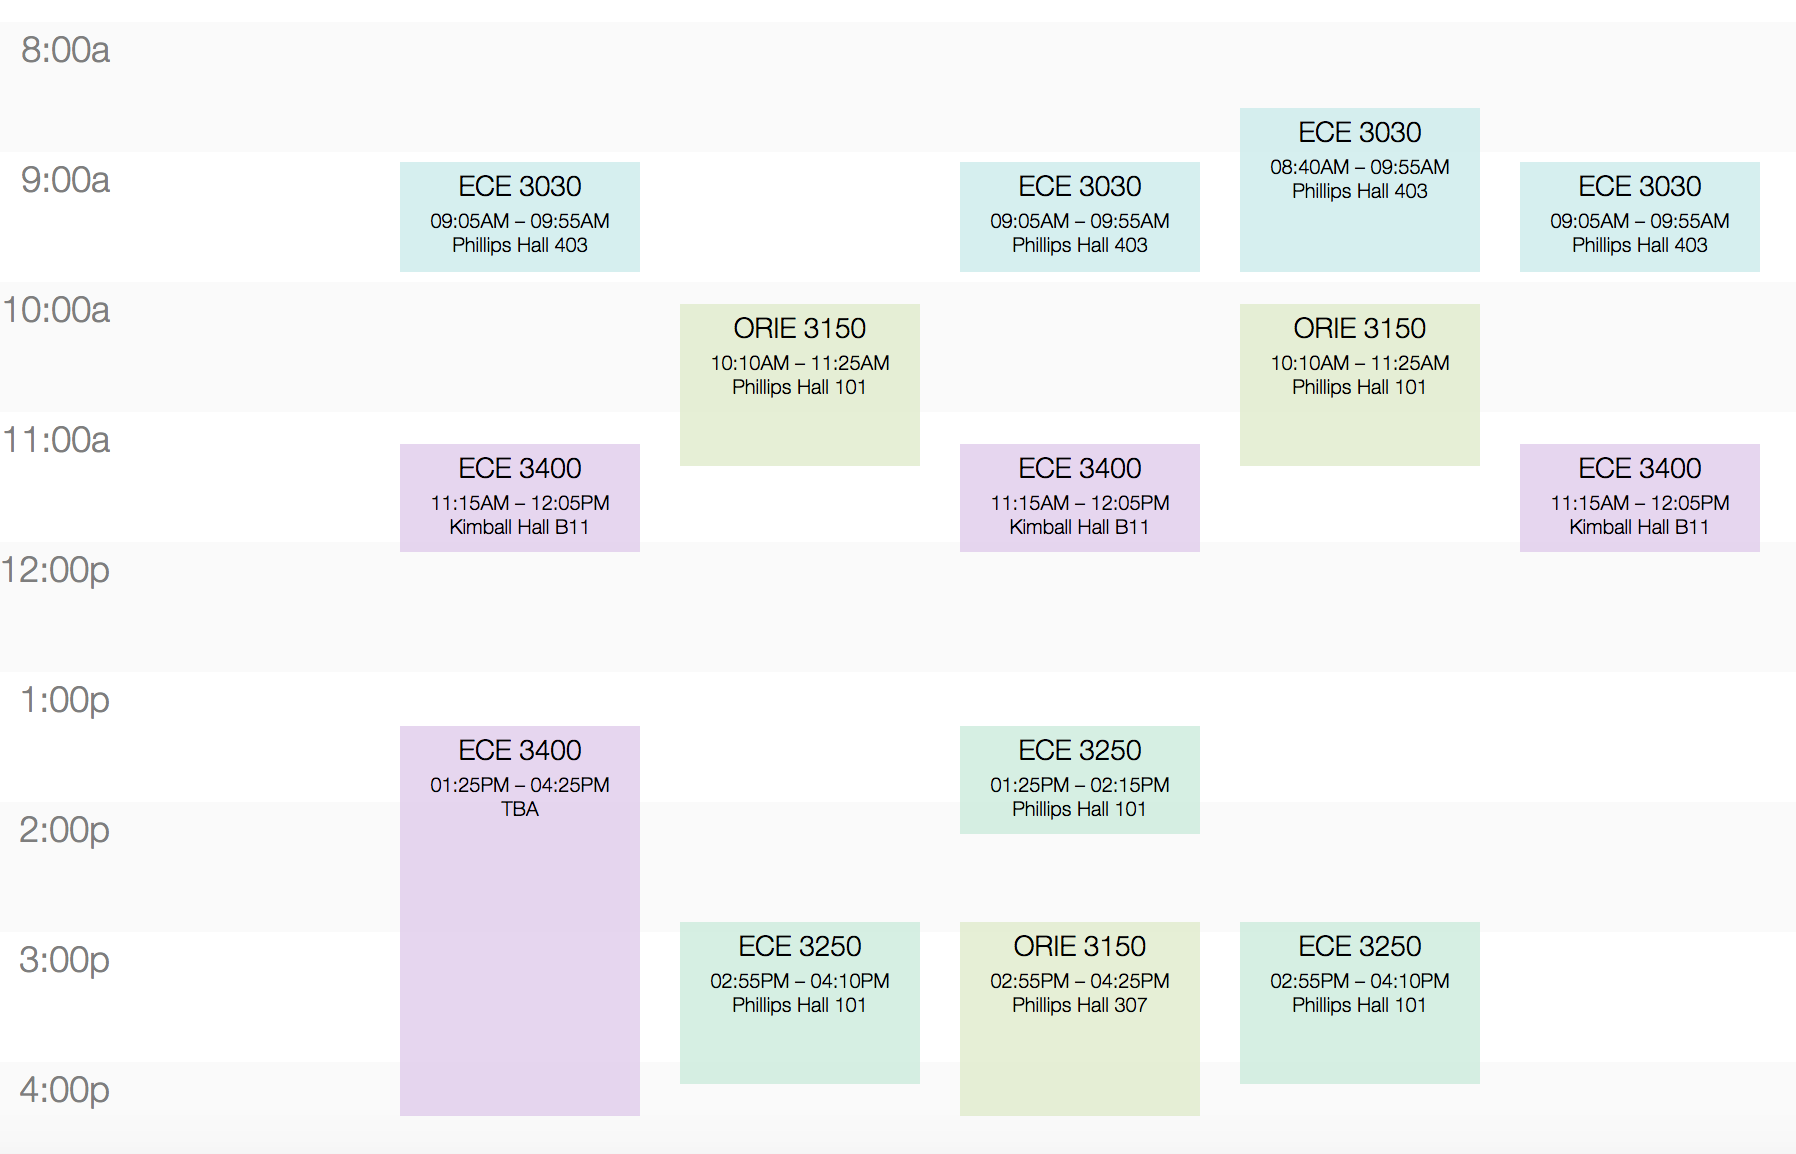 8:00a
9:00a
10:00a
11:00a
12:00p
1:00p
2:00p
3:00p
4:00p
ECE 3030
09:05AM – 09:55AM
Phillips Hall 403
ECE 3400
11:15AM – 12:05PM
Kimball Hall B11
ECE 3400
01:25PM – 04:25PM
TBA
ORIE 3150
10:10AM – 11:25AM
Phillips Hall 101
ECE 3250
02:55PM – 04:10PM
Phillips Hall 101
ECE 3030
09:05AM – 09:55AM
Phillips Hall 403
ECE 3400
11:15AM – 12:05PM
Kimball Hall B11
ECE 3250
01:25PM – 02:15PM
Phillips Hall 101
ORIE 3150
02:55PM – 04:25PM
Phillips Hall 307
ECE 3030
08:40AM – 09:55AM
Phillips Hall 403
ORIE 3150
10:10AM – 11:25AM
Phillips Hall 101
ECE 3250
02:55PM – 04:10PM
Phillips Hall 101
ECE 3030
09:05AM – 09:55AM
Phillips Hall 403
ECE 3400
11:15AM – 12:05PM
Kimball Hall B11